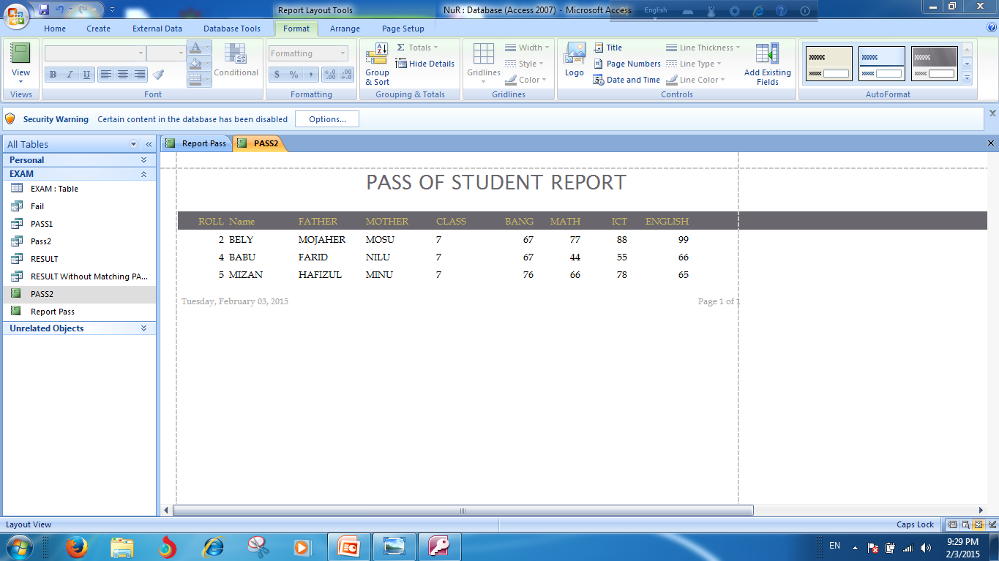 Report Layout Tools NuR : Database (Access 2007) - Microsoft Access English
Home Create External Data Database Tools Format Arrange Page Setup
View
Views
B I U
Conditional
Font
Formatting
$ % ,
Formatting
Group & Sort
Σ Totals
Hide Details
Grouping & Totals
Gridlines
Width
Style
Color
Gridlines
Logo
Title
Page Numbers
Date and Time
Line Thickness
Line Type
Line Color
Add Existing Fields
Controls
AutoFormat
Security Warning Certain content in the database has been disabled Options...
All Tables
Personal
EXAM
EXAM : Table
Fail
PASS1
Pass2
RESULT
RESULT Without Matching PA...
PASS2
Report Pass
Unrelated Objects
Report Pass PASS2
PASS OF STUDENT REPORT
ROLL Name FATHER MOTHER CLASS BANG MATH ICT ENGLISH
2 BELY MOJAHER MOSU 7 67 77 88 99
4 BABU FARID NILU 7 67 44 55 66
5 MIZAN HAFIZUL MINU 7 76 66 78 65
Tuesday, February 03, 2015 Page 1 of 1
Layout View Caps Lock
EN 9:29 PM
2/3/2015